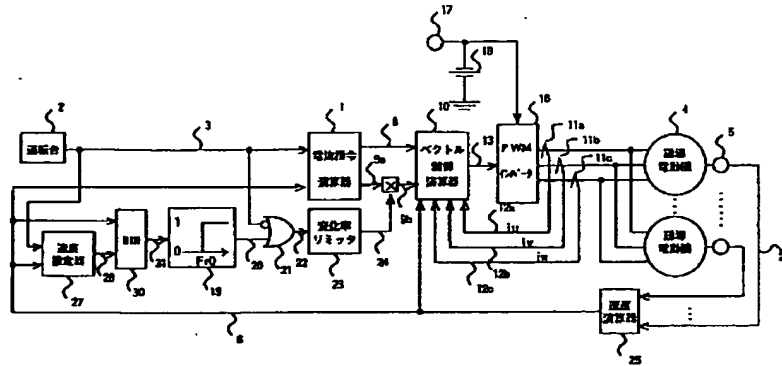 17
18
2
1
8
10
16
11a
11b
11c
4
5
3
13
運転台
電流指令
演算器
9a
9b
ベクトル
制御
演算器
PWM
インバータ
誘導
電動機
12a
iu
iv
12b
iw
12c
誘導
電動機
速度
設定器
28
27
30
1
0
Fr0
19
20
21
22
変化率
リミッタ
23
24
6
速度
演算器
25